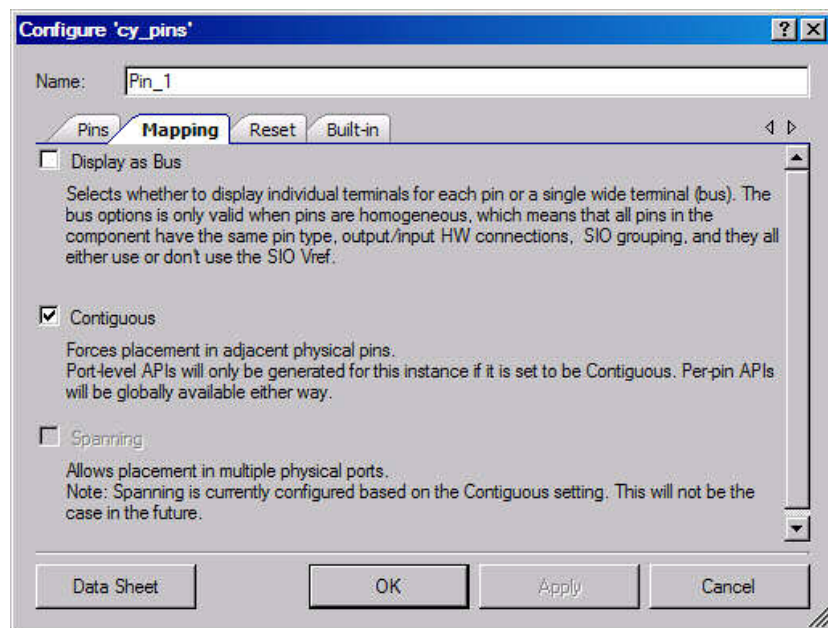 Configure 'cy_pins'
Name: Pin_1
Pins Mapping Reset Built-in
Display as Bus
Selects whether to display individual terminals for each pin or a single wide terminal (bus). The
bus options is only valid when pins are homogeneous, which means that all pins in the
component have the same pin type, output/input HW connections, SIO grouping, and they all
either use or don't use the SIO Vref.
Contiguous
Forces placement in adjacent physical pins.
Port-level APIs will only be generated for this instance if it is set to be Contiguous. Per-pin APIs
will be globally available either way.
Spanning
Allows placement in multiple physical ports.
Note: Spanning is currently configured based on the Contiguous setting. This will not be the
case in the future.
Data Sheet OK Apply Cancel